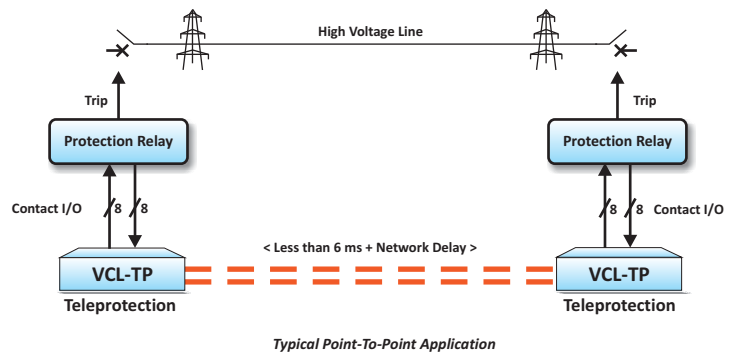 High Voltage Line
Trip
Trip
Protection Relay
Protection Relay
Contact I/O
8
8
8
8
Contact I/O
< Less than 6 ms + Network Delay >
VCL-TP
VCL-TP
Teleprotection
Teleprotection
Typical Point-To-Point Application